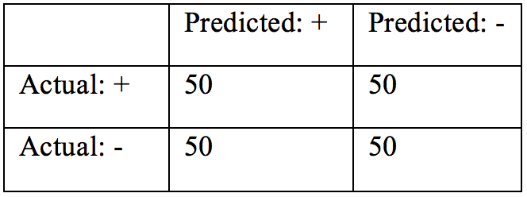 Predicted: + Predicted: -
Actual: + 50 50
Actual: - 50 50